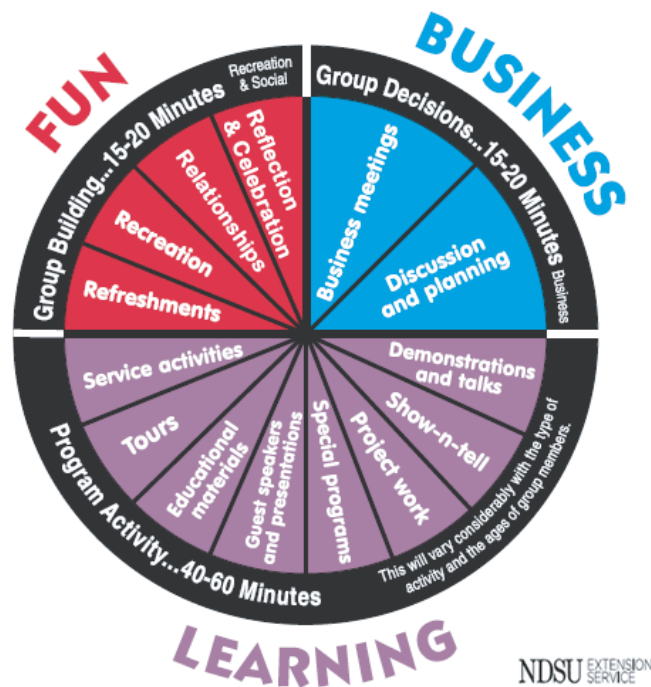 FUN
BUSINESS
Group Building...15-20 Minutes
Recreation
& Social
Group Decisions...15-20 Minutes
Business
Refreshments
Recreation
Relationships
Reflection
& Celebration
Business meetings
Discussion
and planning
Service activities
Tours
Educational
materials
Guest speakers
and presentations
Special programs
Project work
Show-n-tell
Demonstrations
and talks
Program Activity...40-60 Minutes
This will vary considerably with the type of
activity and the ages of group members.
LEARNING
NDSU EXTENSION
SERVICE